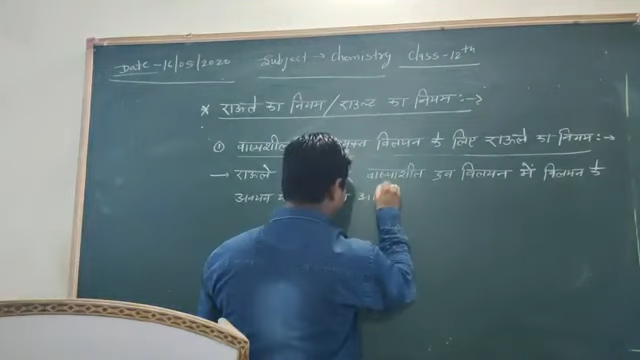 Date - 16/05/2020 Subject → Chemistry Class - 12th
* राऊले का नियम / राऊल्ट का नियम :- ?
① वाष्पशील विलयन के लिए राऊले का नियम :- →
→ राऊले वाष्पशील द्रव विलयन में विलयन के